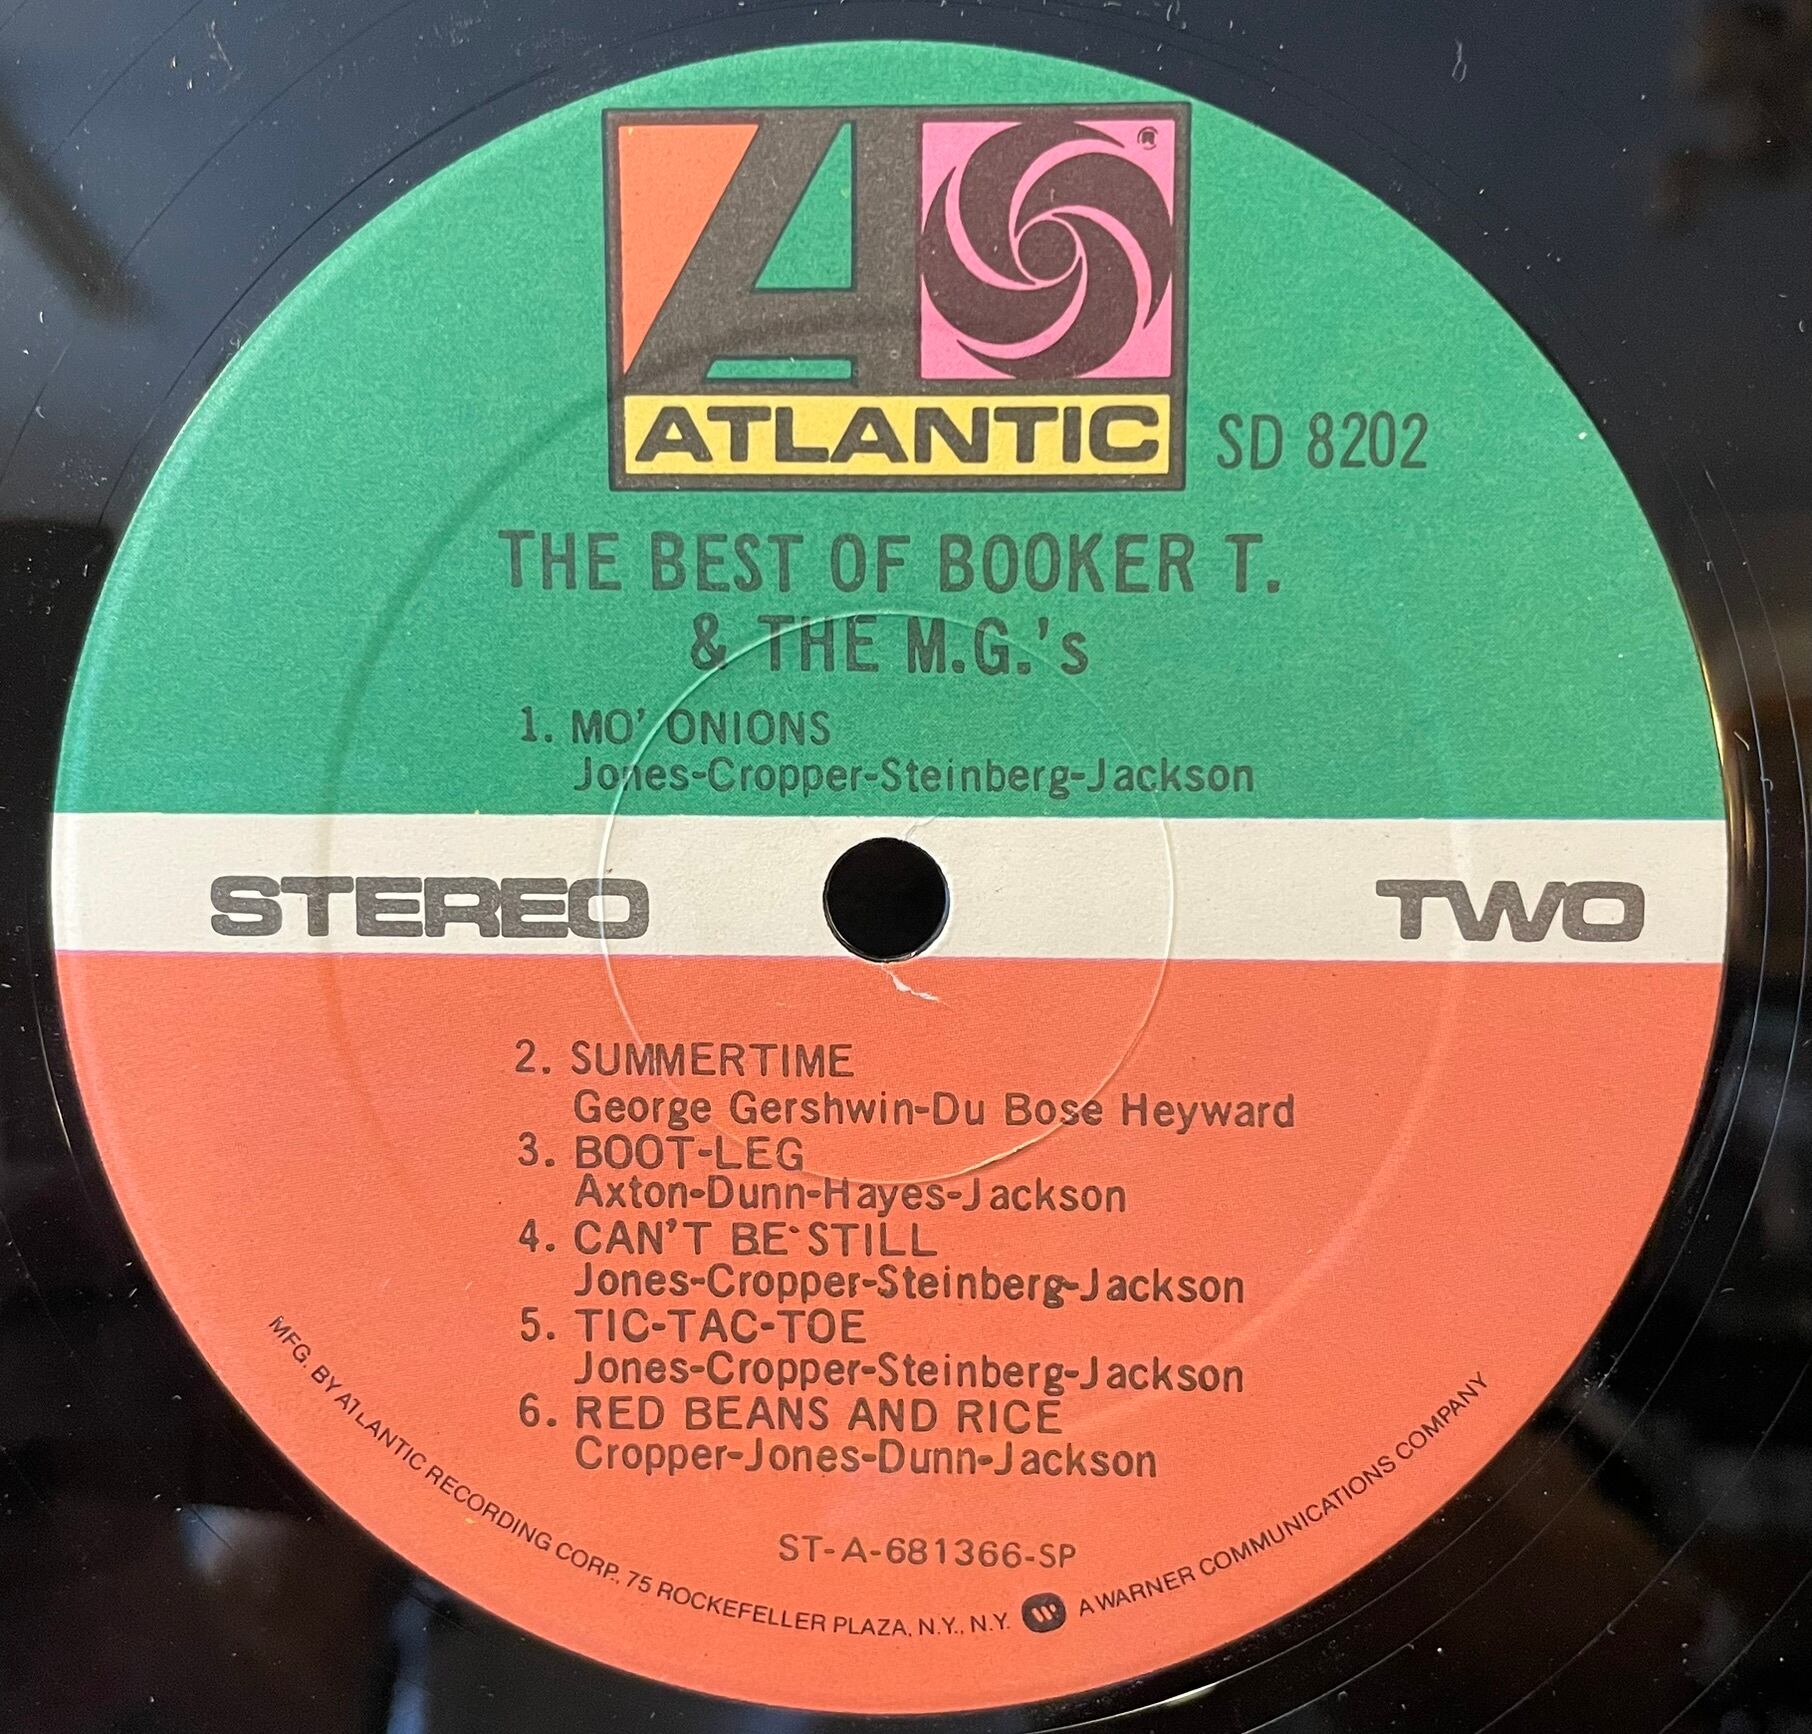 ATLANTIC
SD 8202
THE BEST OF BOOKER T.
& THE M.G.'s
1. MO' ONIONS
Jones-Cropper-Steinberg-Jackson
STEREO
TWO
2. SUMMERTIME
George Gershwin-Du Bose Heyward
3. BOOT-LEG
Axton-Dunn-Hayes-Jackson
4. CAN'T BE STILL
Jones-Cropper-Steinberg-Jackson
5. TIC-TAC-TOE
Jones-Cropper-Steinberg-Jackson
6. RED BEANS AND RICE
Cropper-Jones-Dunn-Jackson
ST-A-681366-SP
MFG. BY ATLANTIC RECORDING CORP., 75 ROCKEFELLER PLAZA, N.Y., N.Y. W A WARNER COMMUNICATIONS COMPANY